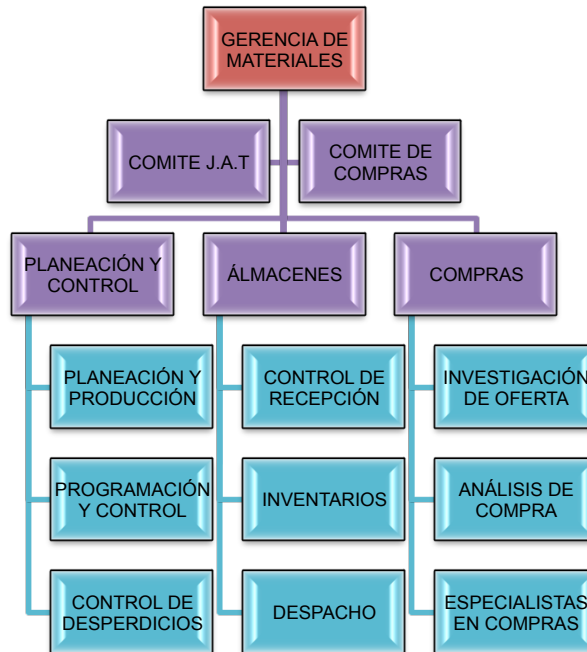 GERENCIA DE
MATERIALES
COMITE J.A.T
COMITE DE
COMPRAS
PLANEACIÓN Y
CONTROL
ÁLMACENES
COMPRAS
PLANEACIÓN Y
PRODUCCIÓN
CONTROL DE
RECEPCIÓN
INVESTIGACIÓN
DE OFERTA
PROGRAMACIÓN
Y CONTROL
INVENTARIOS
ANÁLISIS DE
COMPRA
CONTROL DE
DESPERDICIOS
DESPACHO
ESPECIALISTAS
EN COMPRAS